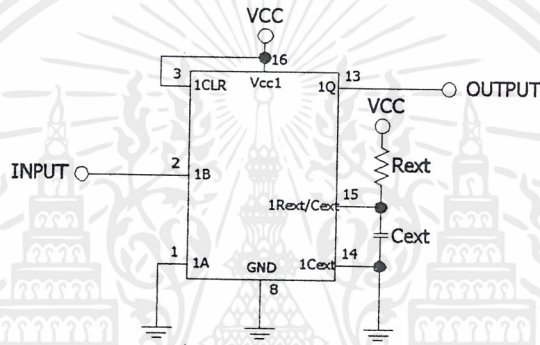 VCC
16
3
13
1CLR
Vcc1
1Q
OUTPUT
VCC
INPUT
2
1B
Rext
15
1Rext/Cext
Cext
1
1A
GND
1Cext
14
8